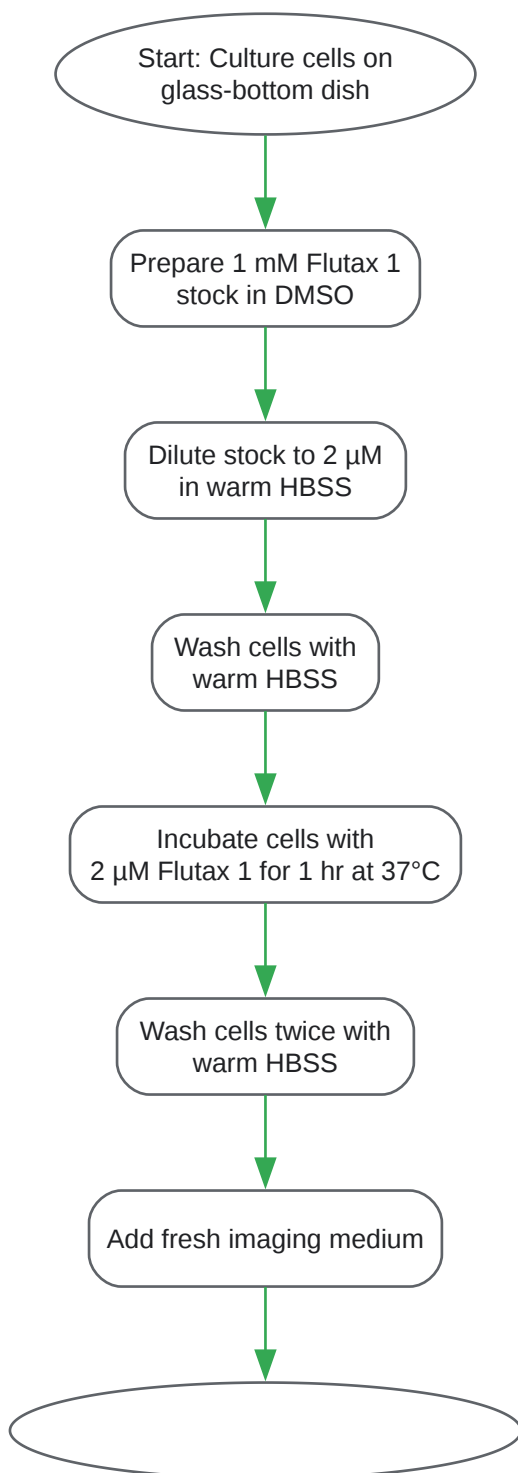 Start: Culture cells on
glass-bottom dish
Prepare 1 mM Flutax 1
stock in DMSO
Dilute stock to 2 µM
in warm HBSS
Wash cells with
warm HBSS
Incubate cells with
2 µM Flutax 1 for 1 hr at 37°C
Wash cells twice with
warm HBSS
Add fresh imaging medium